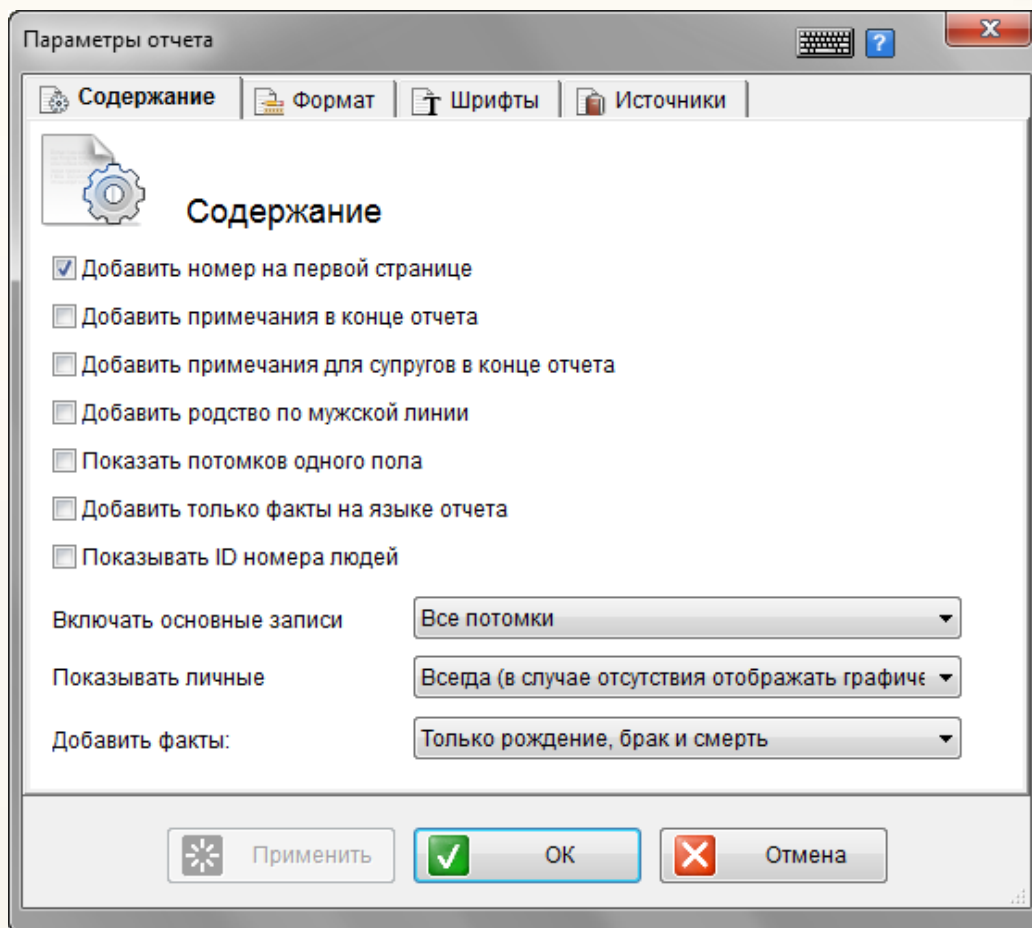 Параметры отчета
?
Содержание
Формат
Шрифты
Источники
Содержание
Добавить номер на первой странице
Добавить примечания в конце отчета
Добавить примечания для супругов в конце отчета
Добавить родство по мужской линии
Показать потомков одного пола
Добавить только факты на языке отчета
Показывать ID номера людей
Включать основные записи
Все потомки
Показывать личные
Всегда (в случае отсутствия отображать графиче
Добавить факты:
Только рождение, брак и смерть
Применить
ОК
Отмена